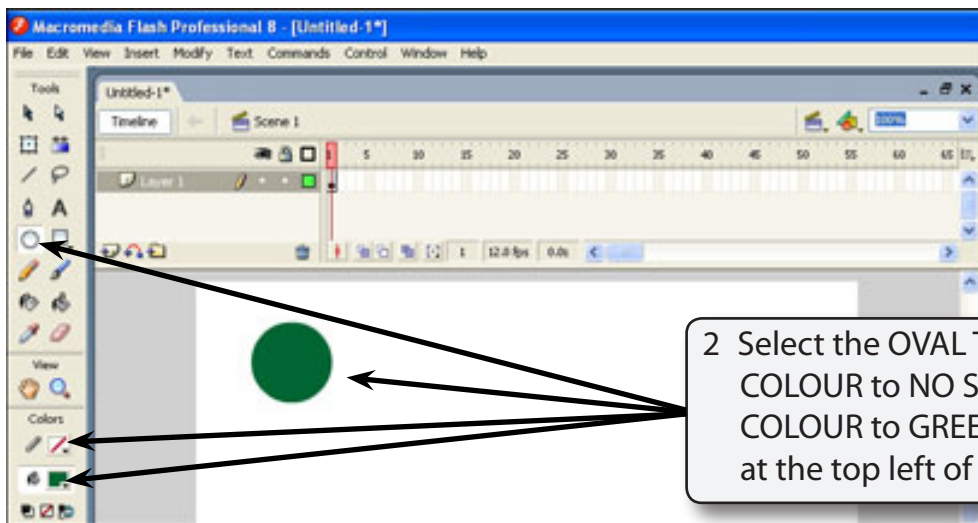 Macromedia Flash Professional 8 - [Untitled-1*]
File Edit View Insert Modify Text Commands Control Window Help
Tools
Untitled-1*
Timeline
Scene 1
100%
1 5 10 15 20 25 30 35 40 45 50 55 60 65
Layer 1
1 12.0 fps 0.0s
View
Colors
2 Select the OVAL
COLOUR to NO S
COLOUR to GREE
at the top left of